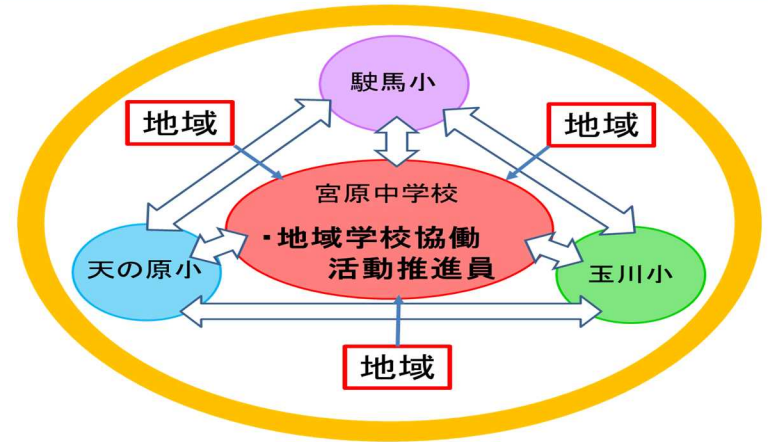 駛馬小
地域
地域
宮原中学校
・地域学校協働
活動推進員
天の原小
玉川小
地域